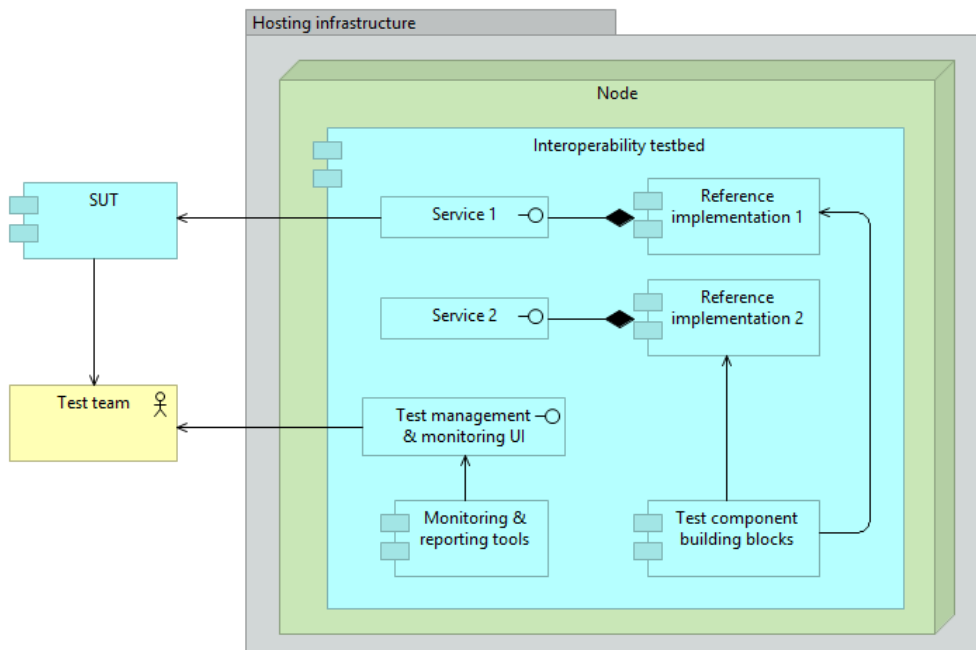 Hosting infrastructure
Node
Interoperability testbed
SUT
Service 1
Reference
implementation 1
Service 2
Reference
implementation 2
Test team
Test management
& monitoring UI
Monitoring &
reporting tools
Test component
building blocks